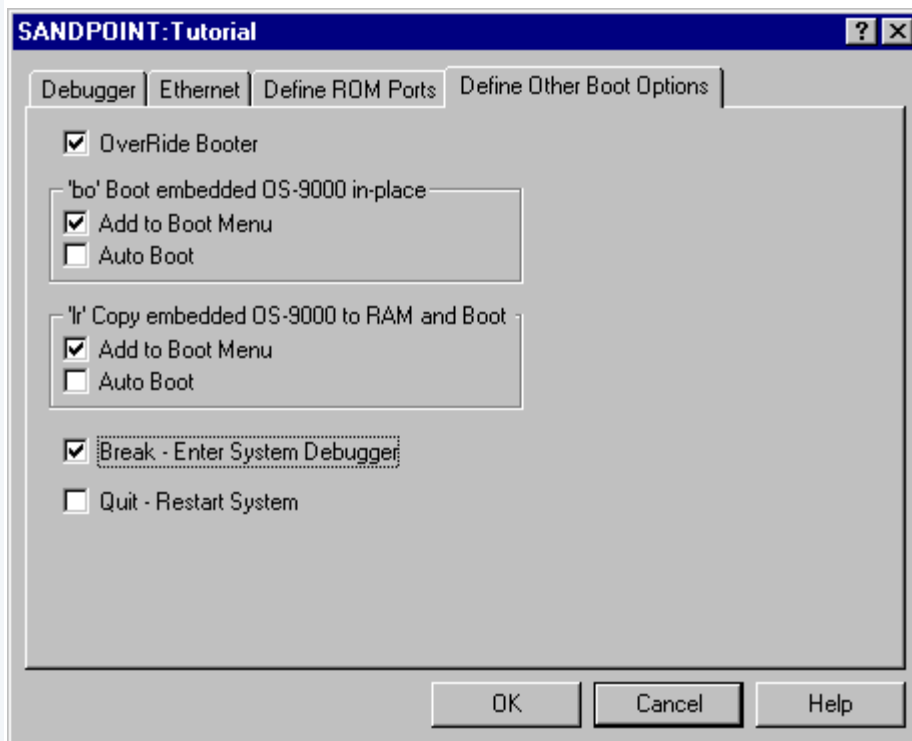 SANDPOINT:Tutorial
Debugger Ethernet Define ROM Ports Define Other Boot Options
OverRide Booter
'bo' Boot embedded OS-9000 in-place
Add to Boot Menu
Auto Boot
'lr' Copy embedded OS-9000 to RAM and Boot
Add to Boot Menu
Auto Boot
Break - Enter System Debugger
Quit - Restart System
OK Cancel Help